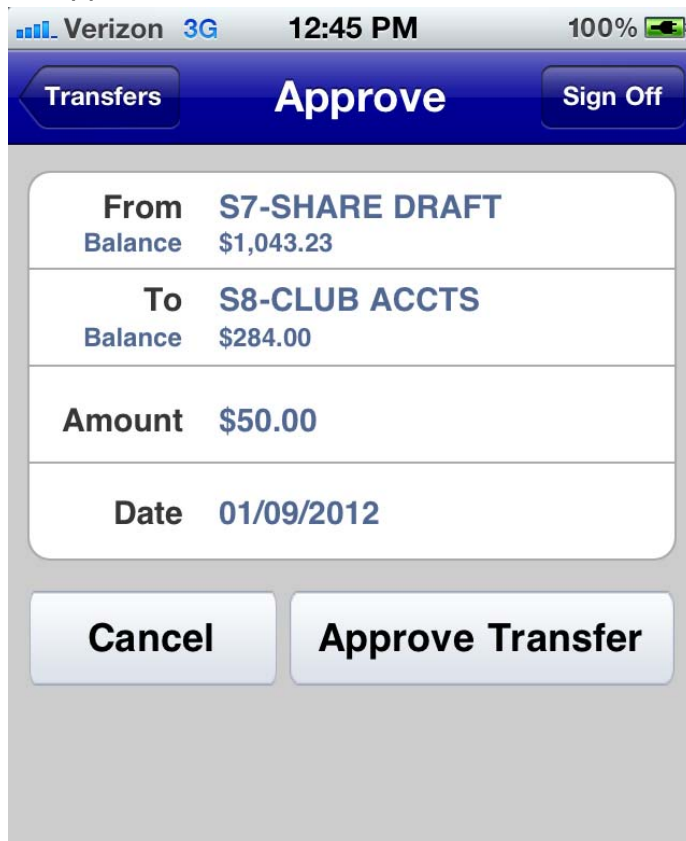 Verizon 3G 12:45 PM 100%
Transfers Approve Sign Off
From S7-SHARE DRAFT
Balance $1,043.23
To S8-CLUB ACCTS
Balance $284.00
Amount $50.00
Date 01/09/2012
Cancel Approve Transfer